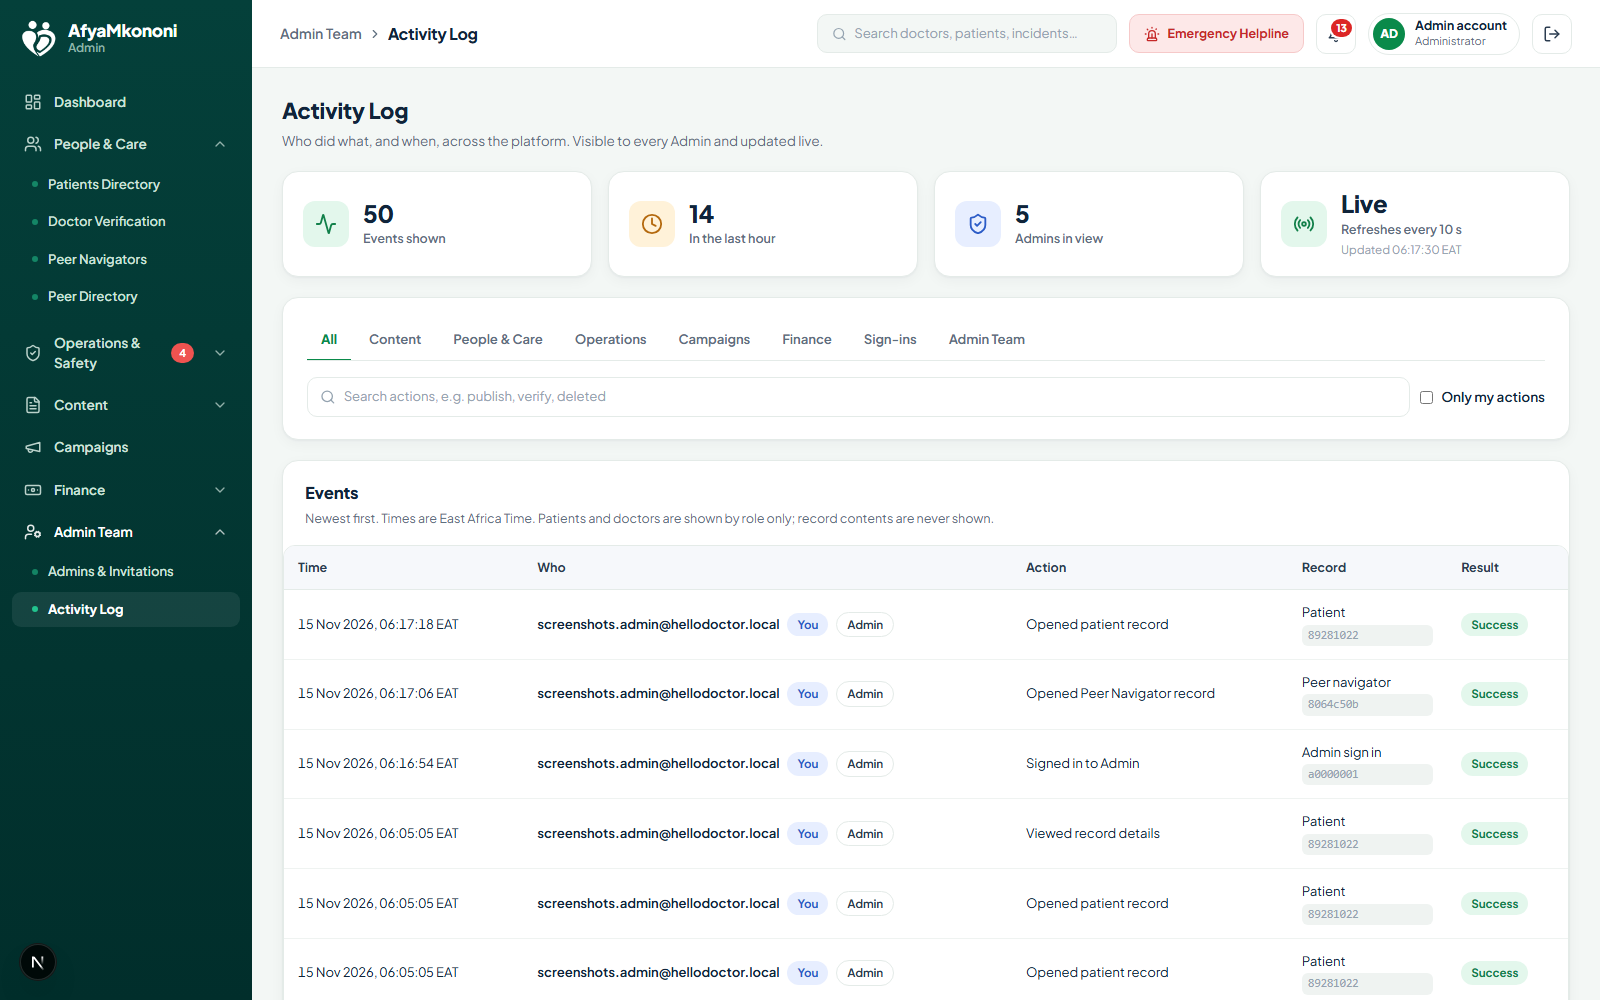 AfyaMkononi
Admin
Dashboard
People & Care
Patients Directory
Doctor Verification
Peer Navigators
Peer Directory
Operations & Safety
4
Content
Campaigns
Finance
Admin Team
Admins & Invitations
Activity Log
N
Admin Team > Activity Log
Search doctors, patients, incidents...
Emergency Helpline
13
AD
Admin account
Administrator
Activity Log
Who did what, and when, across the platform. Visible to every Admin and updated live.
50
Events shown
14
In the last hour
5
Admins in view
Live
Refreshes every 10 s
Updated 06:17:30 EAT
All Content People & Care Operations Campaigns Finance Sign-ins Admin Team
Search actions, e.g. publish, verify, deleted
Only my actions
Events
Newest first. Times are East Africa Time. Patients and doctors are shown by role only; record contents are never shown.
Time Who Action Record Result
15 Nov 2026, 06:17:18 EAT screenshots.admin@hellodoctor.local You Admin Opened patient record Patient 89281022 Success
15 Nov 2026, 06:17:06 EAT screenshots.admin@hellodoctor.local You Admin Opened Peer Navigator record Peer navigator 8064c50b Success
15 Nov 2026, 06:16:54 EAT screenshots.admin@hellodoctor.local You Admin Signed in to Admin Admin sign in a0000001 Success
15 Nov 2026, 06:05:05 EAT screenshots.admin@hellodoctor.local You Admin Viewed record details Patient 89281022 Success
15 Nov 2026, 06:05:05 EAT screenshots.admin@hellodoctor.local You Admin Opened patient record Patient 89281022 Success
15 Nov 2026, 06:05:05 EAT screenshots.admin@hellodoctor.local You Admin Opened patient record Patient 89281022 Success